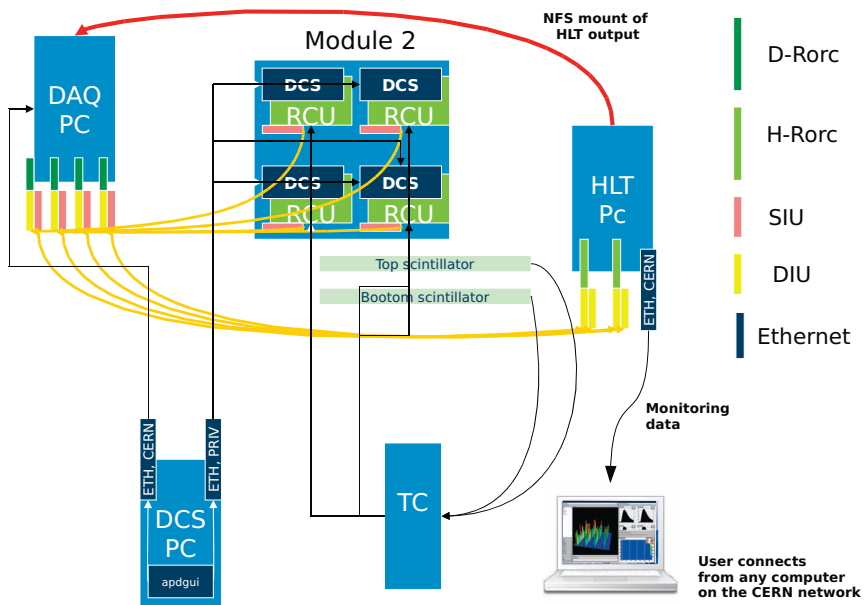 NFS mount of
HLT output
Module 2
D-Rorc
DAQ
PC
DCS
DCS
RCU
RCU
H-Rorc
DCS
DCS
RCU
RCU
HLT
Pc
SIU
Top scintillator
DIU
Bootom scintillator
ETH, CERN
Ethernet
Monitoring
data
ETH, CERN
ETH, PRIV
TC
DCS
PC
apdgui
User connects
from any computer
on the CERN network